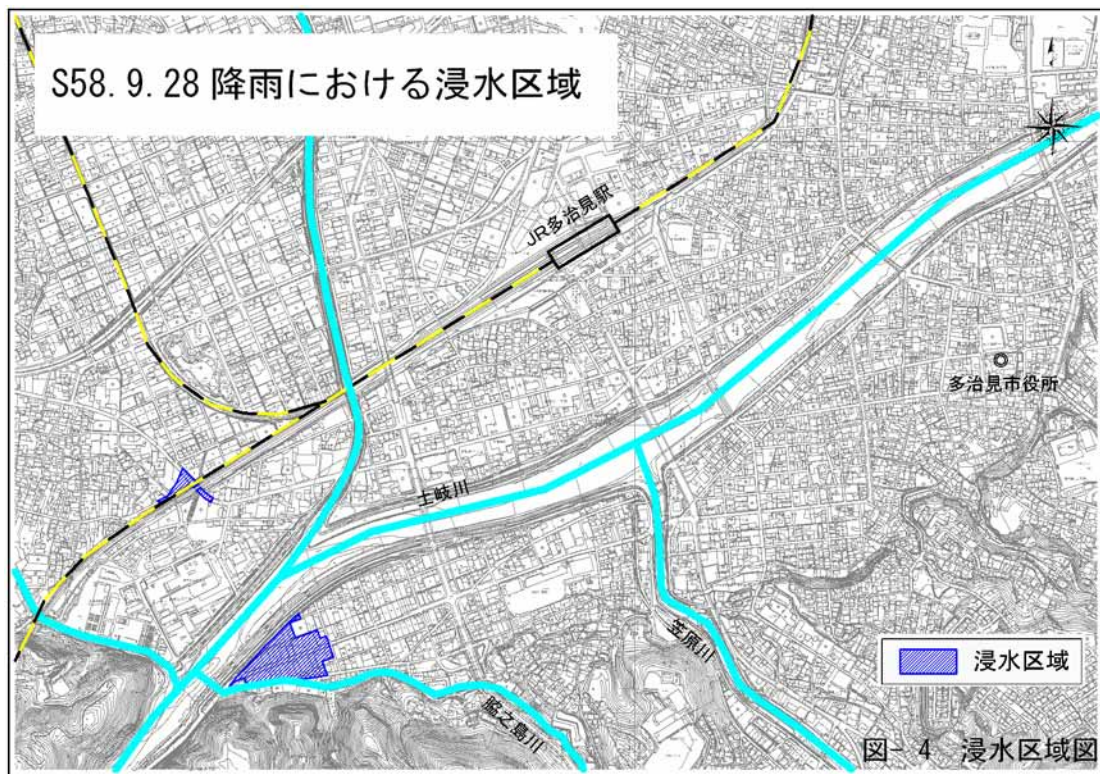 S58.9.28 降雨における浸水区域
JR多治見駅
多治見市役所
土岐川
笠原川
浸水区域
脇之島川
図- 4 浸水区域図